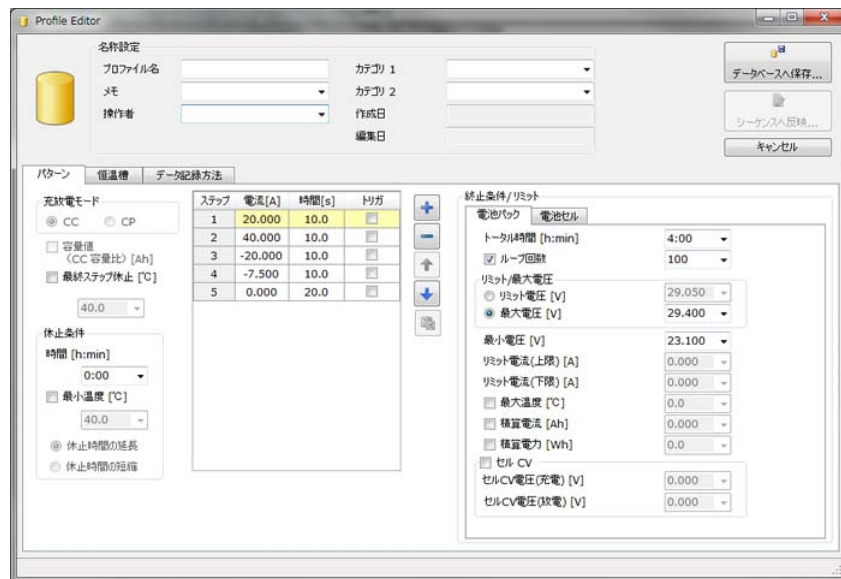 Profile Editor
名称設定
プロファイル名
メモ
操作者
カテゴリ 1
カテゴリ 2
作成日
編集日
データベースへ保存...
シーケンスへ反映...
キャンセル
パターン 恒温槽 データ記録方法
充放電モード
CC CP
容量値
(CC 容量比) [Ah]
最終ステップ休止 [℃]
40.0
休止条件
時間 [h:min]
0:00
最小温度 [℃]
40.0
休止時間の延長
休止時間の短縮
ステップ 電流[A] 時間[s] トリガ
1 20.000 10.0
2 40.000 10.0
3 -20.000 10.0
4 -7.500 10.0
5 0.000 20.0
終止条件/リミット
電池パック 電池セル
トータル時間 [h:min] 4:00
ループ回数 100
リミット/最大電圧
リミット電圧 [V] 29.050
最大電圧 [V] 29.400
最小電圧 [V] 23.100
リミット電流(上限) [A] 0.000
リミット電流(下限) [A] 0.000
最大温度 [℃] 0.0
積算電流 [Ah] 0.000
積算電力 [Wh] 0.0
セル CV
セルCV電圧(充電) [V] 0.000
セルCV電圧(放電) [V] 0.000